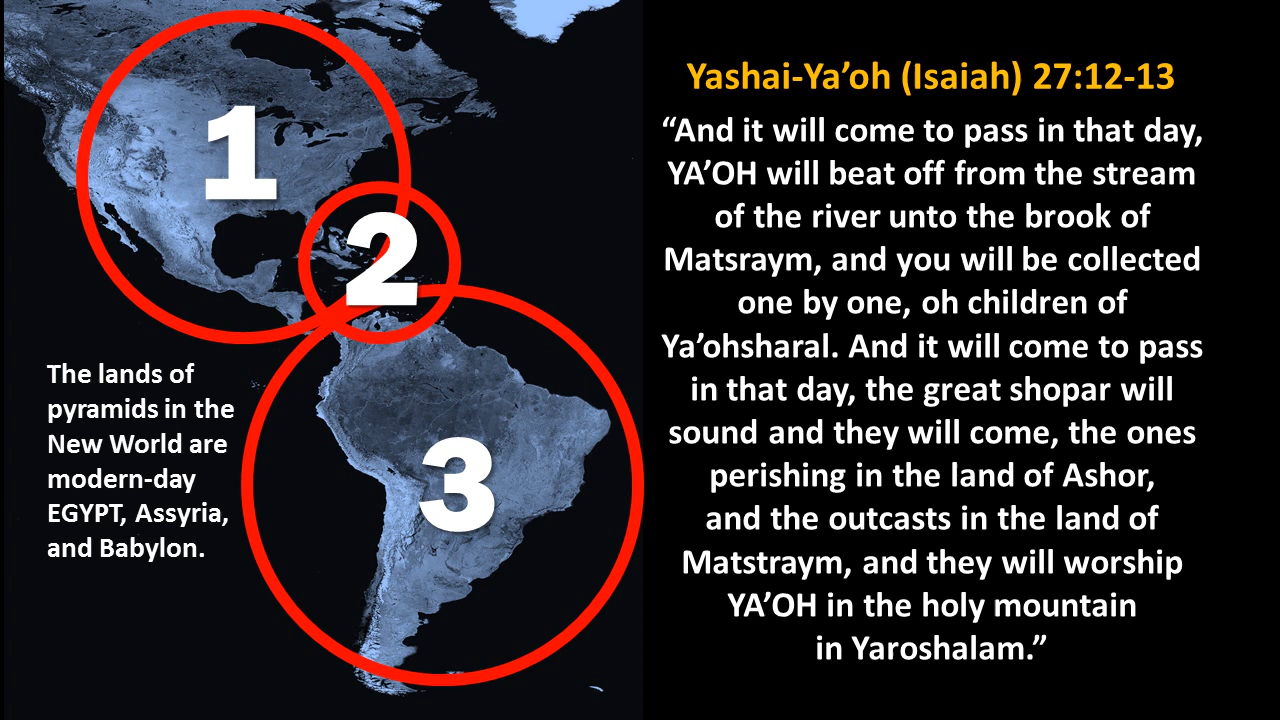 1
2
3
The lands of
pyramids in the
New World are
modern-day
EGYPT, Assyria,
and Babylon.
Yashai-Ya’oh (Isaiah) 27:12-13
“And it will come to pass in that day,
YA’OH will beat off from the stream
of the river unto the brook of
Matsraym, and you will be collected
one by one, oh children of
Ya’ohsharal. And it will come to pass
in that day, the great shopar will
sound and they will come, the ones
perishing in the land of Ashor,
and the outcasts in the land of
Matstraym, and they will worship
YA’OH in the holy mountain
in Yaroshalam.”